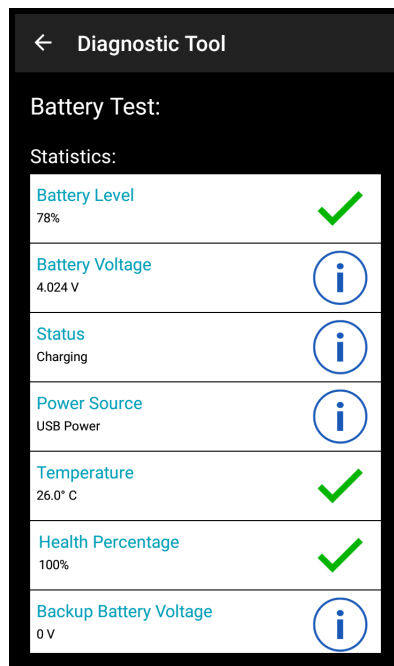 Diagnostic Tool
Battery Test:
Statistics:
Battery Level
78%
Battery Voltage
4.024 V
Status
Charging
Power Source
USB Power
Temperature
26.0° C
Health Percentage
100%
Backup Battery Voltage
0 V